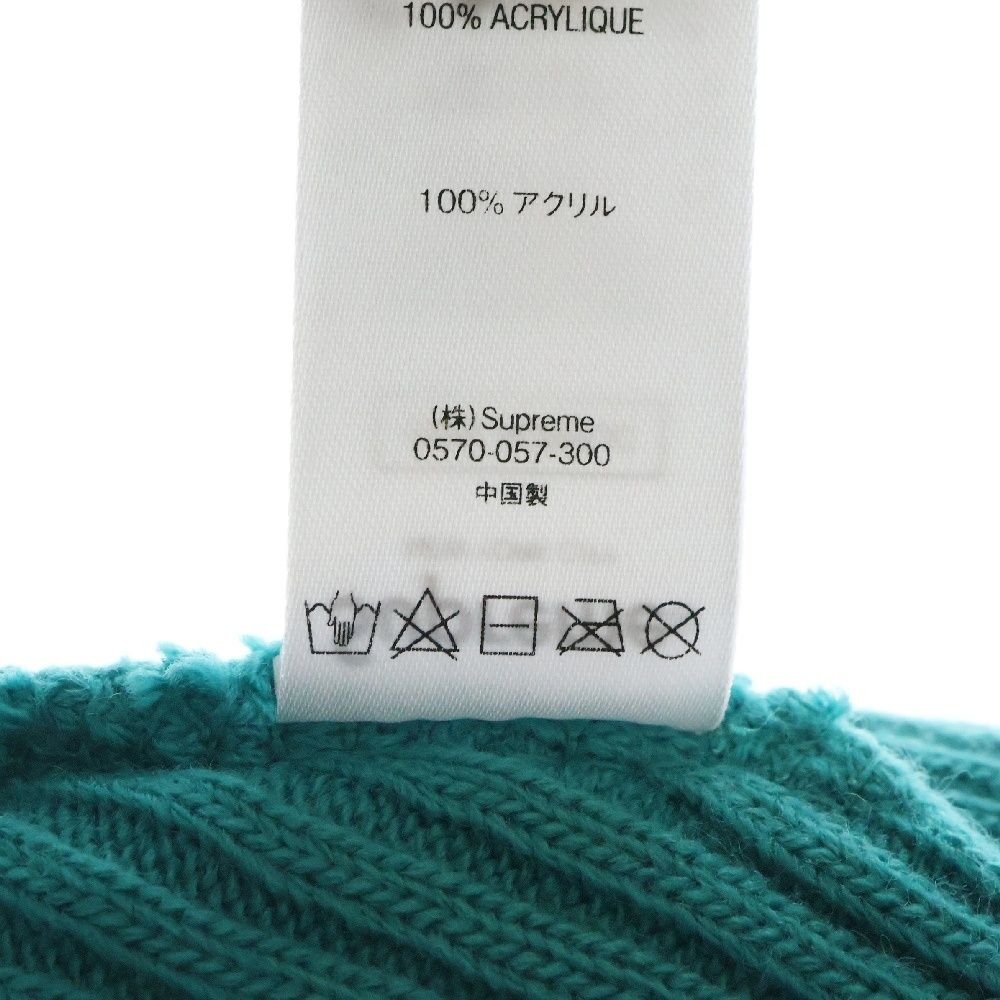 100% ACRYLIQUE
100% アクリル
(株) Supreme
0570-057-300
中国製